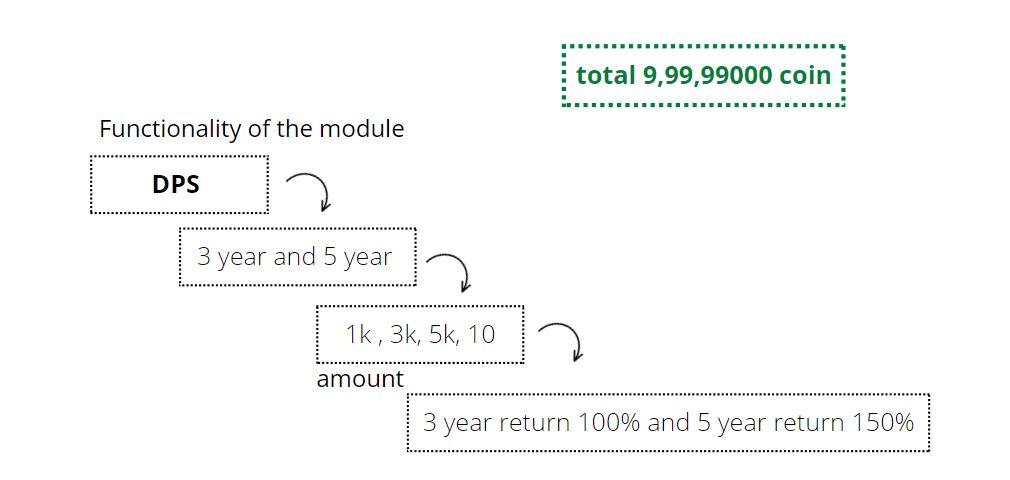 total 9,99,99000 coin
Functionality of the module
DPS
3 year and 5 year
1k , 3k, 5k, 10
amount
3 year return 100% and 5 year return 150%